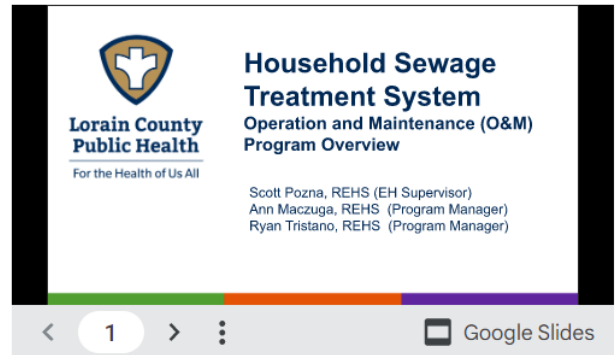 Lorain County
Public Health
For the Health of Us All
Household Sewage
Treatment System
Operation and Maintenance (O&M)
Program Overview
Scott Pozna, REHS (EH Supervisor)
Ann Maczuga, REHS (Program Manager)
Ryan Tristano, REHS (Program Manager)
1
Google Slides